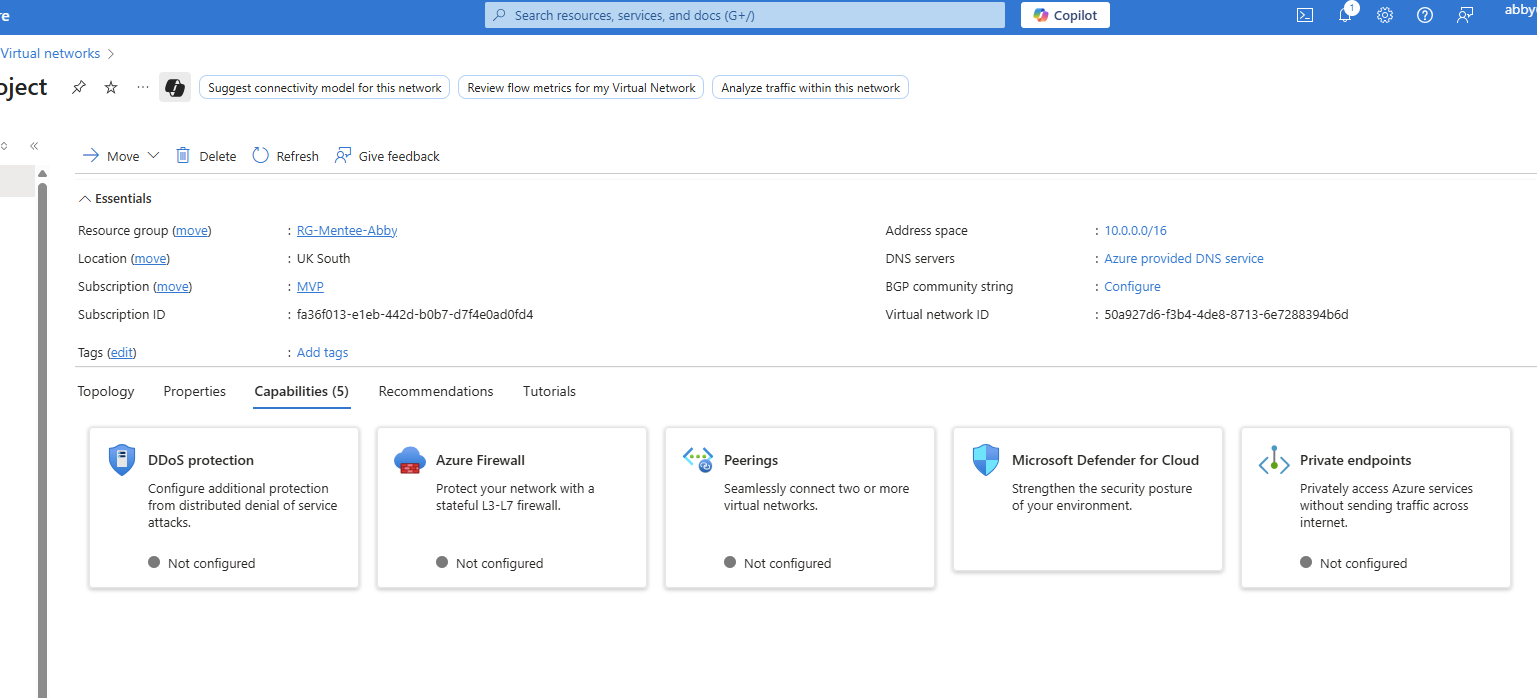 re
Search resources, services, and docs (G+/)
Copilot
1
abby
Virtual networks
oject
Suggest connectivity model for this network
Review flow metrics for my Virtual Network
Analyze traffic within this network
Move
Delete
Refresh
Give feedback
Essentials
Resource group (move) : RG-Mentee-Abby
Location (move) : UK South
Subscription (move) : MVP
Subscription ID : fa36f013-e1eb-442d-b0b7-d7f4e0ad0fd4
Tags (edit) : Add tags
Address space : 10.0.0.0/16
DNS servers : Azure provided DNS service
BGP community string : Configure
Virtual network ID : 50a927d6-f3b4-4de8-8713-6e7288394b6d
Topology
Properties
Capabilities (5)
Recommendations
Tutorials
DDoS protection
Configure additional protection
from distributed denial of service
attacks.
Not configured
Azure Firewall
Protect your network with a
stateful L3-L7 firewall.
Not configured
Peerings
Seamlessly connect two or more
virtual networks.
Not configured
Microsoft Defender for Cloud
Strengthen the security posture
of your environment.
Private endpoints
Privately access Azure services
without sending traffic across
internet.
Not configured